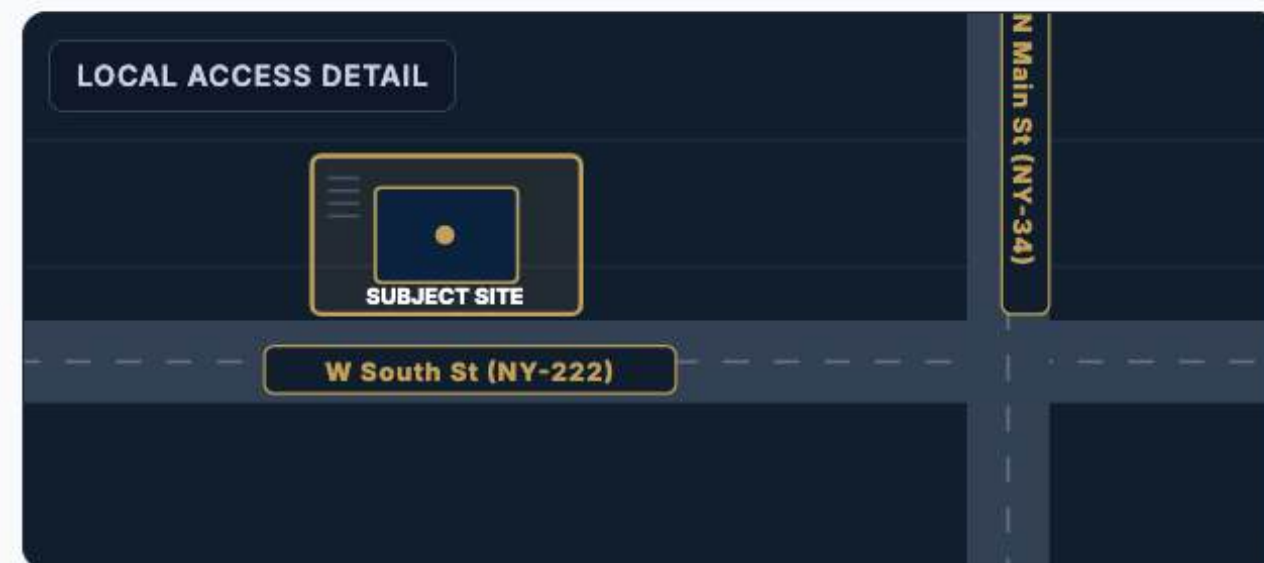 LOCAL ACCESS DETAIL
N Main St (NY-34)
SUBJECT SITE
W South St (NY-222)